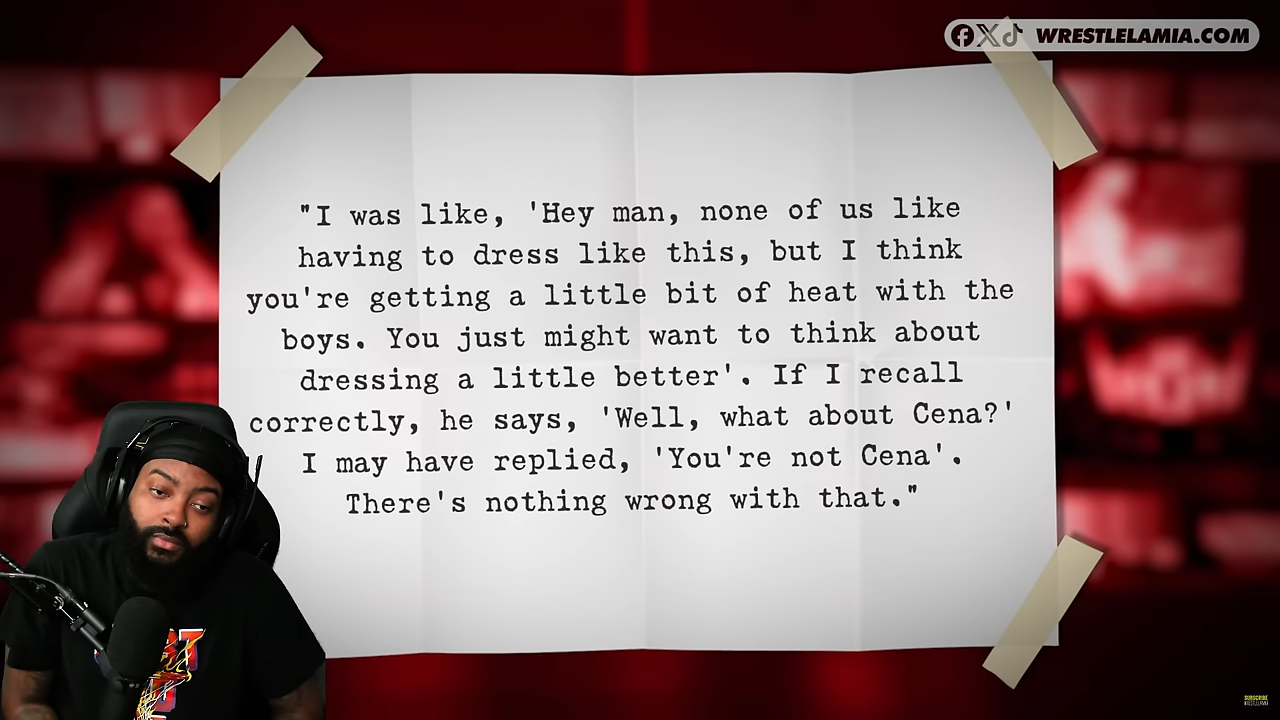 WRESTLELAMIA.COM
"I was like, 'Hey man, none of us like
having to dress like this, but I think
you're getting a little bit of heat with the
boys. You just might want to think about
dressing a little better'. If I recall
correctly, he says, 'Well, what about Cena?'
I may have replied, 'You're not Cena'.
There's nothing wrong with that."
SUBSCRIBE
WRESTLELAMIA